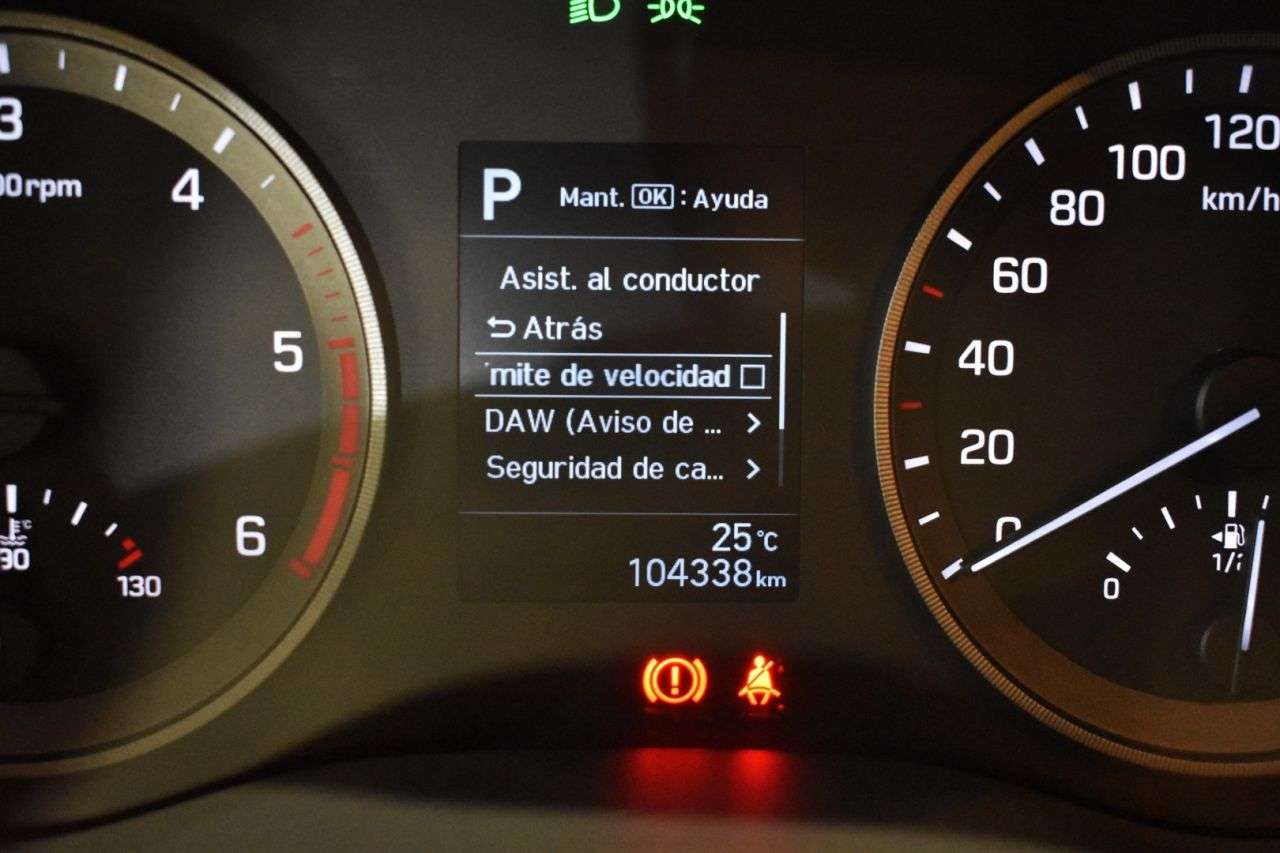 3
00rpm
4
5
6
90
°C
130
P Mant. OK : Ayuda
Asist. al conductor
Atrás
mite de velocidad
DAW (Aviso de ...
Seguridad de ca...
25°C
104338km
0
20
40
60
80
100
120
km/h
0
1/2